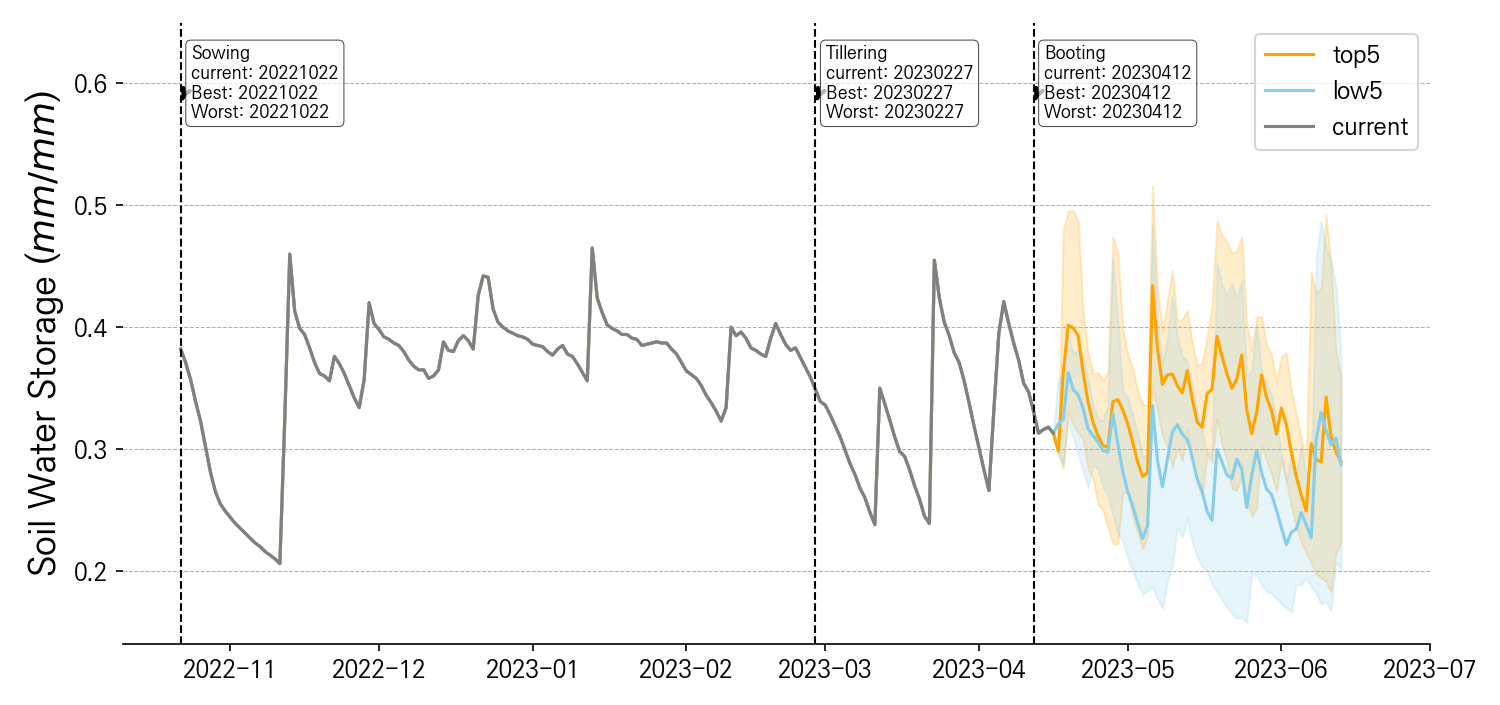 Sowing
current: 20221022
Best: 20221022
Worst: 20221022
Tillering
current: 20230227
Best: 20230227
Worst: 20230227
Booting
current: 20230412
Best: 20230412
Worst: 20230412
top5
low5
current
Soil Water Storage (mm/mm)
0.6
0.5
0.4
0.3
0.2
2022−11
2022−12
2023−01
2023−02
2023−03
2023−04
2023−05
2023−06
2023−07